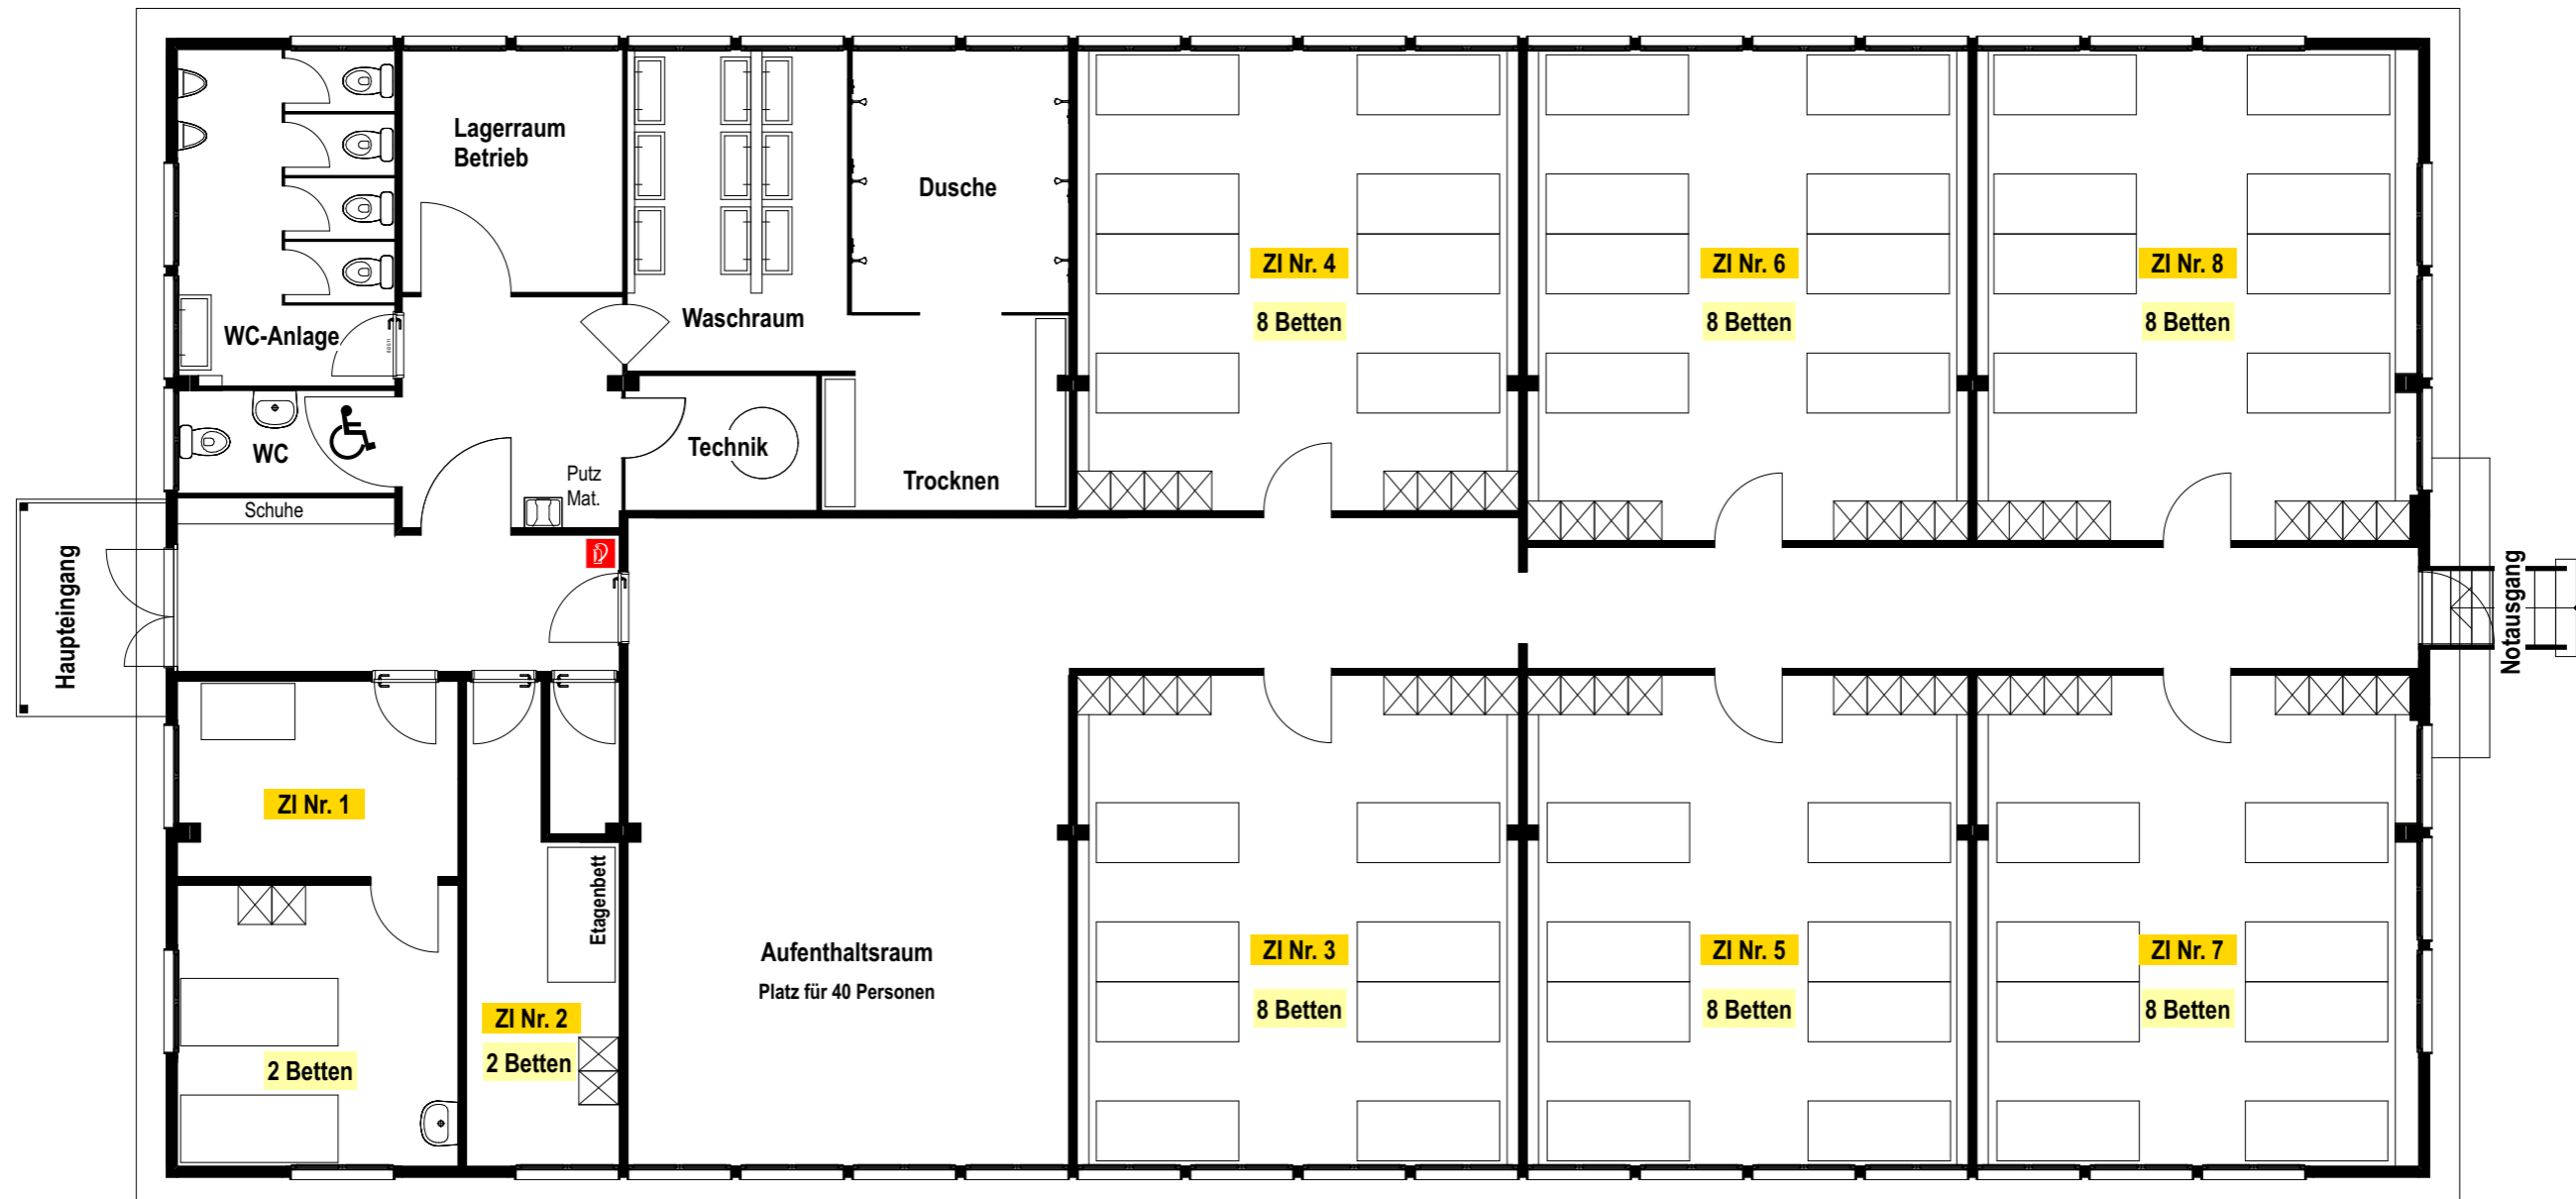 Lagerraum
Betrieb
Dusche
Waschraum
WC-Anlage
WC
Technik
Putz
Mat.
Trocknen
Schuhe
Haupteingang
Notausgang
ZI Nr. 4
8 Betten
ZI Nr. 6
8 Betten
ZI Nr. 8
8 Betten
ZI Nr. 1
2 Betten
Etagenbett
ZI Nr. 2
2 Betten
Aufenthaltsraum
Platz für 40 Personen
ZI Nr. 3
8 Betten
ZI Nr. 5
8 Betten
ZI Nr. 7
8 Betten